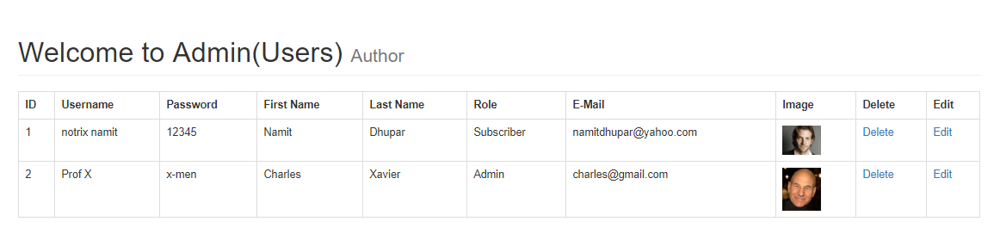 Welcome to Admin(Users) Author
ID Username Password First Name Last Name Role E-Mail Image Delete Edit
1 notrix namit 12345 Namit Dhupar Subscriber namitdhupar@yahoo.com Delete Edit
2 Prof X x-men Charles Xavier Admin charles@gmail.com Delete Edit